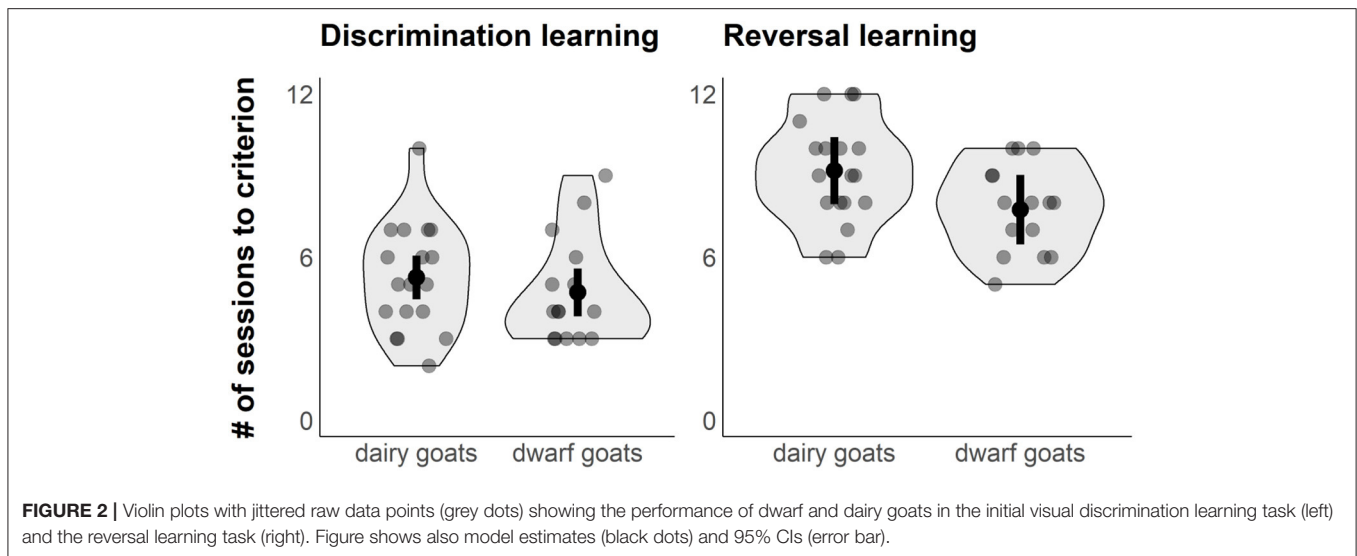 Discrimination learning
Reversal learning
# of sessions to criterion
12
6
0
dairy goats
dwarf goats
12
6
0
dairy goats
dwarf goats
FIGURE 2 | Violin plots with jittered raw data points (grey dots) showing the performance of dwarf and dairy goats in the initial visual discrimination learning task (left)
and the reversal learning task (right). Figure shows also model estimates (black dots) and 95% CIs (error bar).